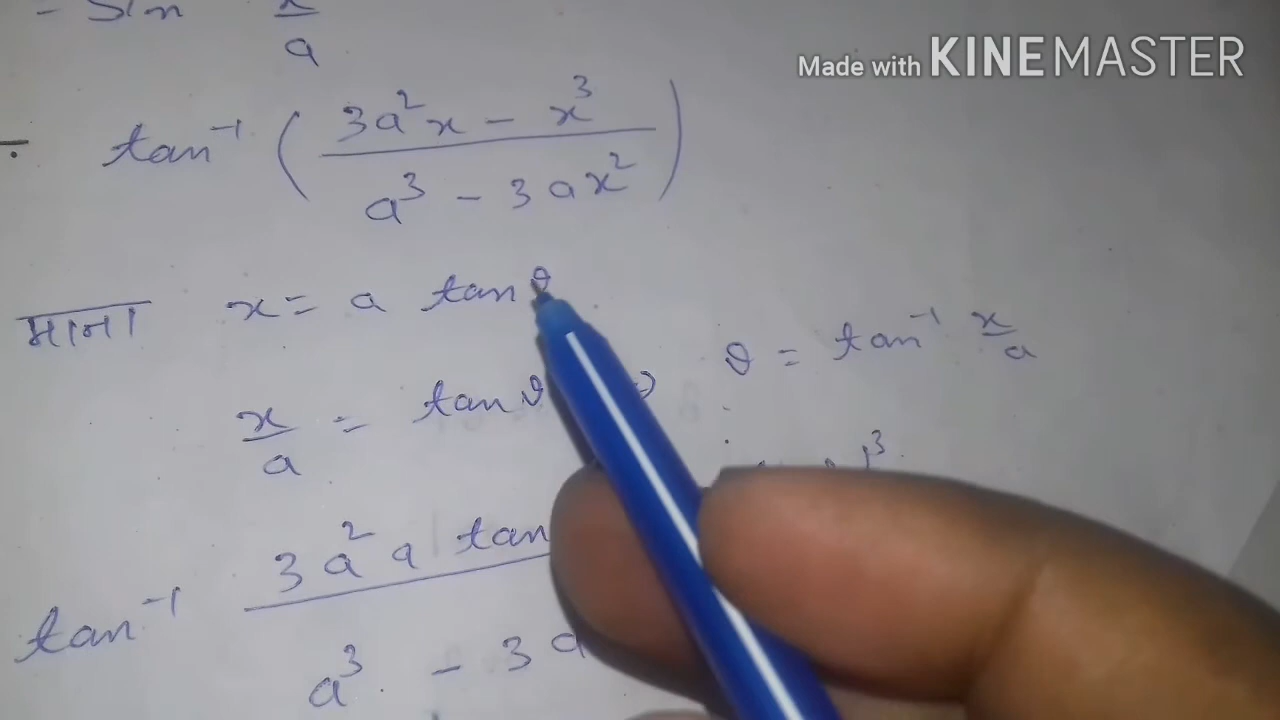 Made with KINEMASTER
= Sin x/a
tan⁻¹ ( (3a²x - x³) / (a³ - 3ax²) )
माना x = a tan θ
x/a = tan θ
θ = tan⁻¹ x/a
tan⁻¹ 3a² a tan
a³ - 3a